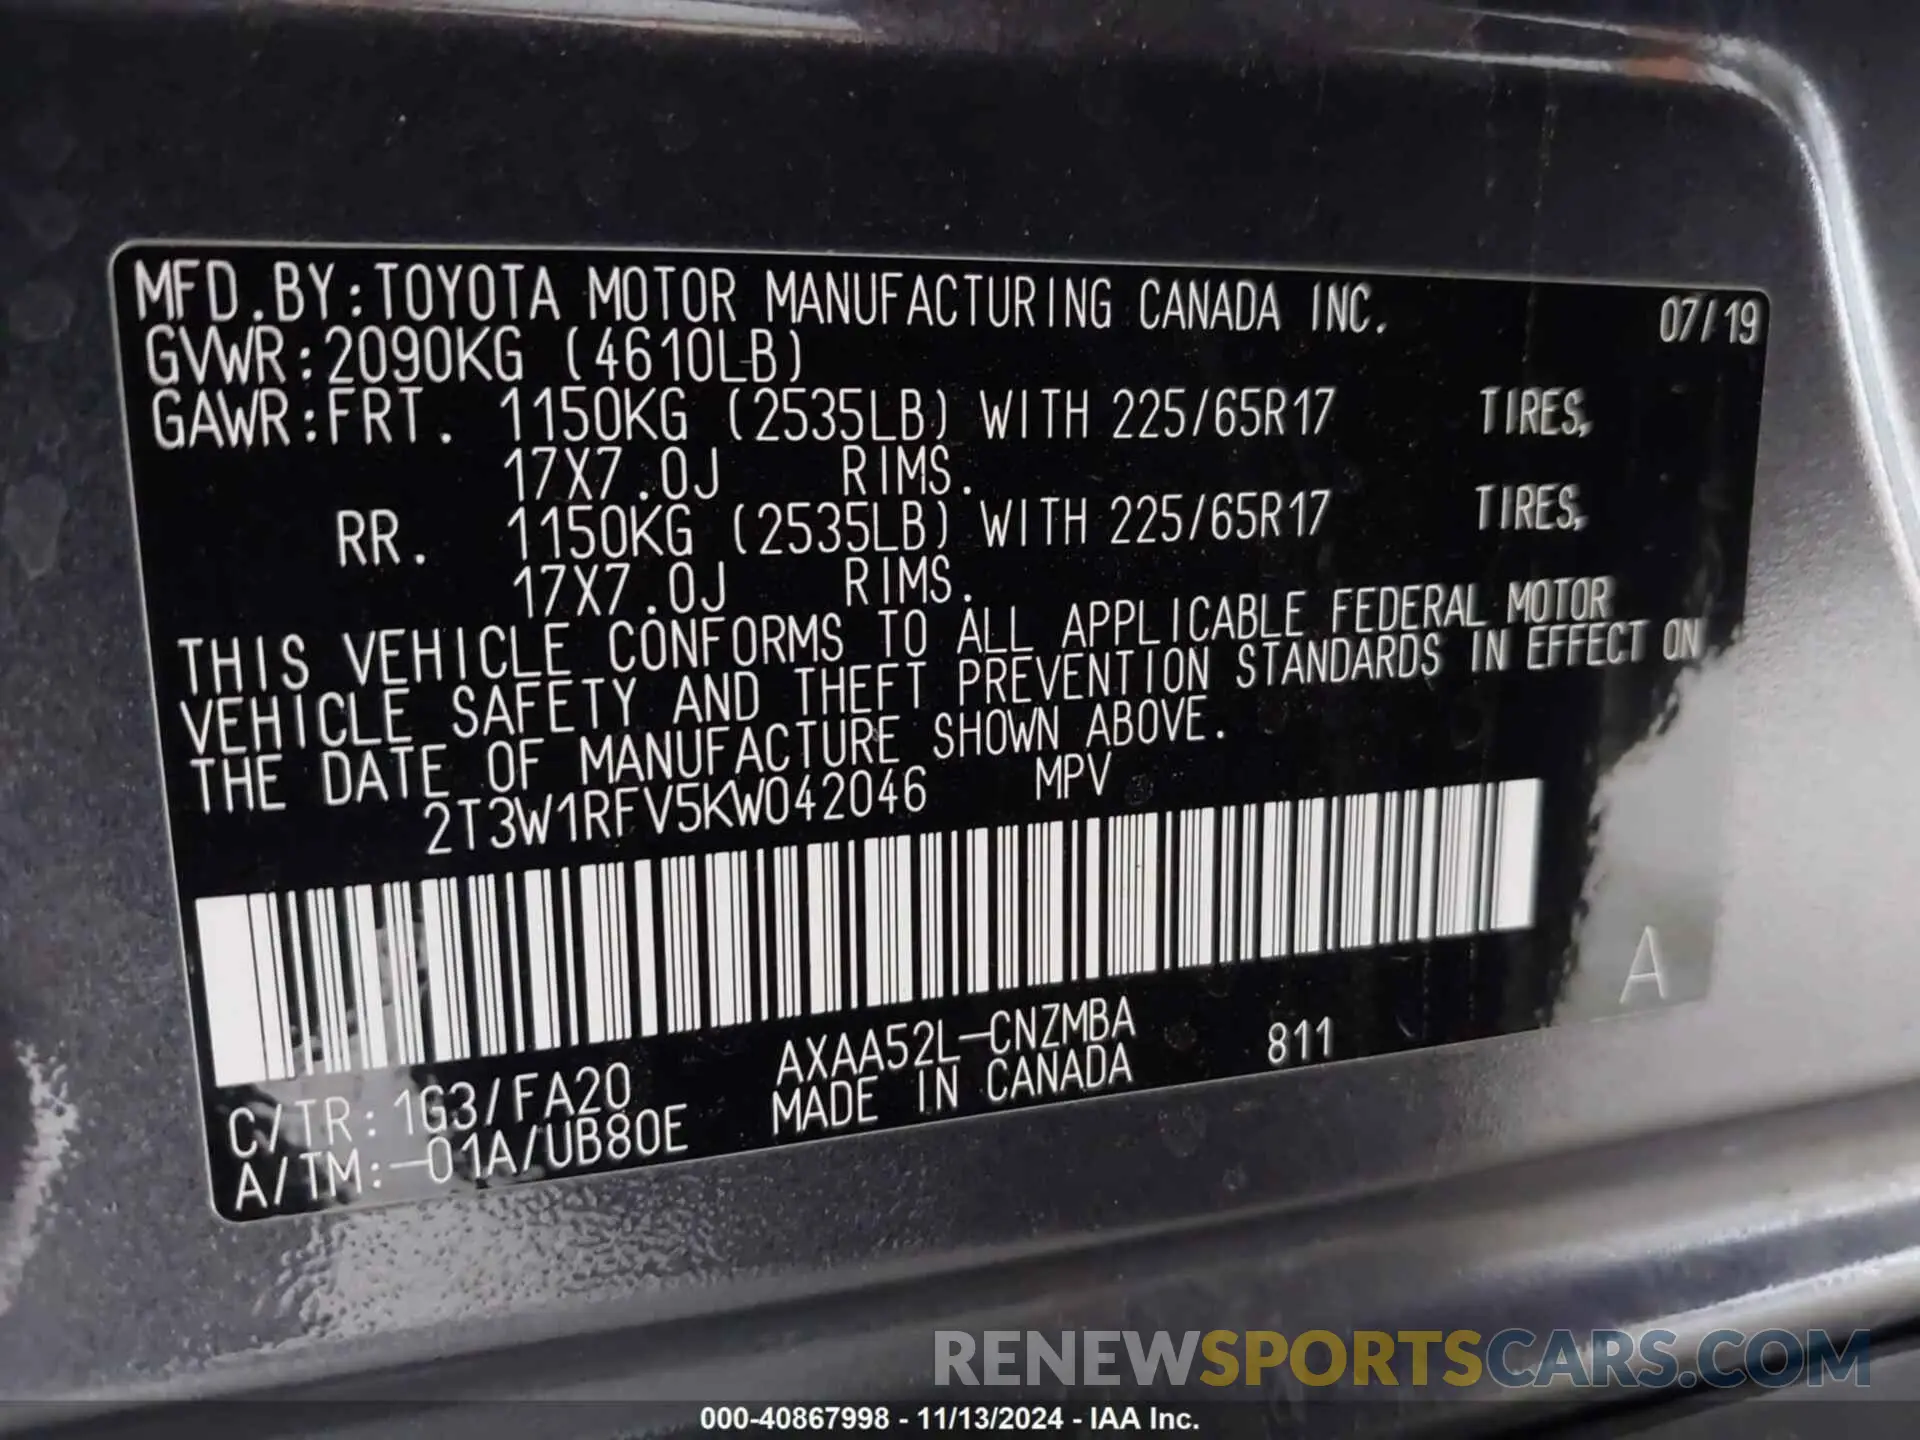 MFD.BY:TOYOTA MOTOR MANUFACTURING CANADA INC. 07/19
GVWR:2090KG (4610LB)
GAWR:FRT. 1150KG (2535LB) WITH 225/65R17 TIRES,
17X7.0J RIMS.
RR. 1150KG (2535LB) WITH 225/65R17 TIRES,
17X7.0J RIMS.
THIS VEHICLE CONFORMS TO ALL APPLICABLE FEDERAL MOTOR
VEHICLE SAFETY AND THEFT PREVENTION STANDARDS IN EFFECT ON
THE DATE OF MANUFACTURE SHOWN ABOVE.
2T3W1RFV5KW042046 MPV
A
AXAA52L-CNZMBA 811
C/TR:1G3/FA20 MADE IN CANADA
A/TM:-01A/UB80E
RENEWSPORTSCARS.COM
000-40867998 - 11/13/2024 - IAA Inc.